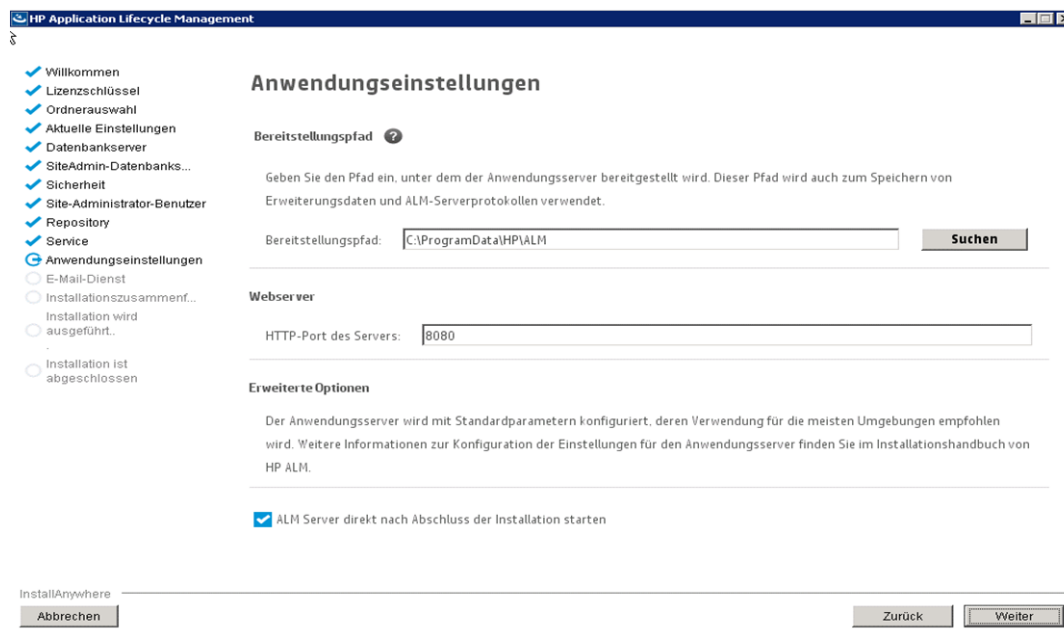 HP Application Lifecycle Management
Willkommen
Lizenzschlüssel
Ordnerauswahl
Aktuelle Einstellungen
Datenbankserver
SiteAdmin-Datenbanks...
Sicherheit
Site-Administrator-Benutzer
Repository
Service
Anwendungseinstellungen
E-Mail-Dienst
Installationszusammenf...
Installation wird
ausgeführt..
.
Installation ist
abgeschlossen
Anwendungseinstellungen
Bereitstellungspfad ?
Geben Sie den Pfad ein, unter dem der Anwendungsserver bereitgestellt wird. Dieser Pfad wird auch zum Speichern von
Erweiterungsdaten und ALM-Serverprotokollen verwendet.
Bereitstellungspfad: C:\ProgramData\HP\ALM Suchen
Webserver
HTTP-Port des Servers: 8080
Erweiterte Optionen
Der Anwendungsserver wird mit Standardparametern konfiguriert, deren Verwendung für die meisten Umgebungen empfohlen
wird. Weitere Informationen zur Konfiguration der Einstellungen für den Anwendungsserver finden Sie im Installationshandbuch von
HP ALM.
ALM Server direkt nach Abschluss der Installation starten
InstallAnywhere
Abbrechen Zurück Weiter